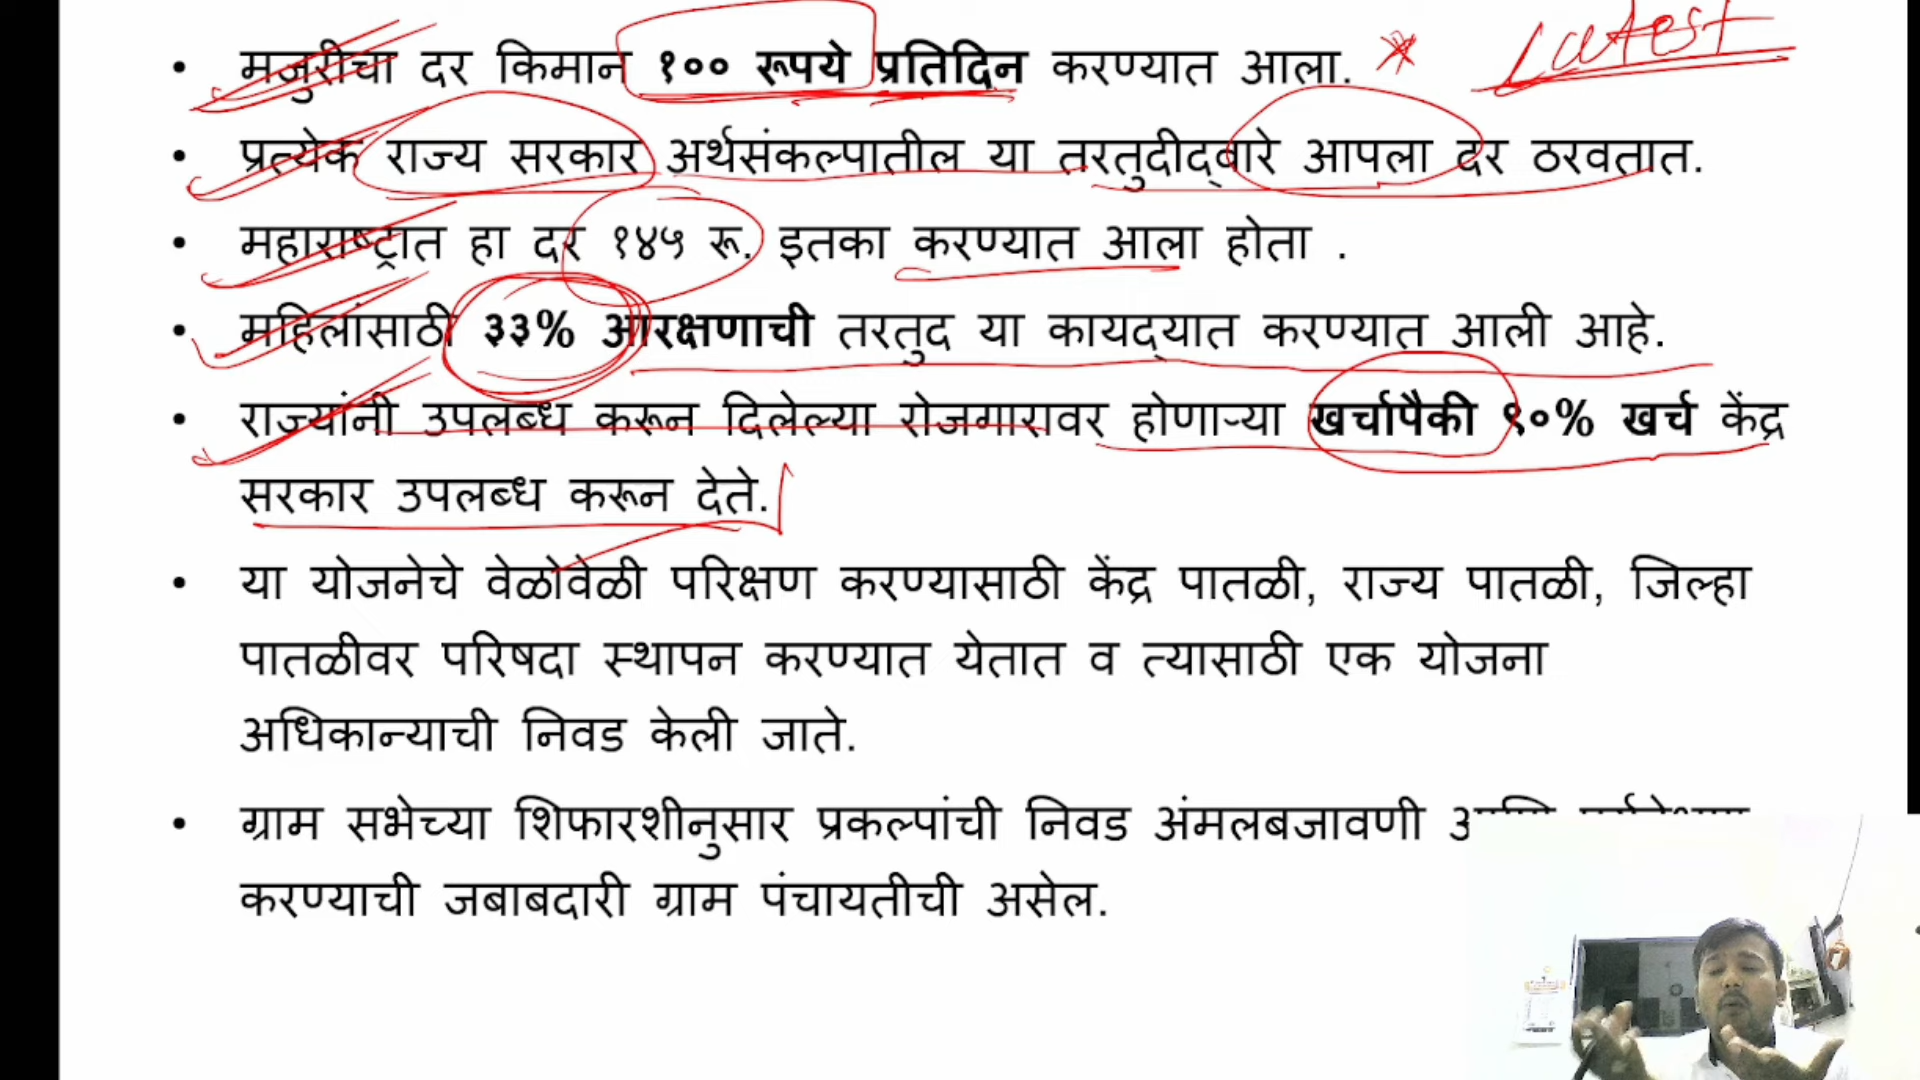 Latest
• मजुरीचा दर किमान १०० रूपये प्रतिदिन करण्यात आला.
• प्रत्येक राज्य सरकार अर्थसंकल्पातील या तरतुदीद्वारे आपला दर ठरवतात.
• महाराष्ट्रात हा दर १४५ रू. इतका करण्यात आला होता .
• महिलांसाठी ३३% आरक्षणाची तरतुद या कायद्यात करण्यात आली आहे.
• राज्यांनी उपलब्ध करून दिलेल्या रोजगारावर होणाऱ्या खर्चापैकी ९०% खर्च केंद्र
सरकार उपलब्ध करून देते.
• या योजनेचे वेळोवेळी परिक्षण करण्यासाठी केंद्र पातळी, राज्य पातळी, जिल्हा
पातळीवर परिषदा स्थापन करण्यात येतात व त्यासाठी एक योजना
अधिकान्याची निवड केली जाते.
• ग्राम सभेच्या शिफारशीनुसार प्रकल्पांची निवड अंमलबजावणी
करण्याची जबाबदारी ग्राम पंचायतीची असेल.